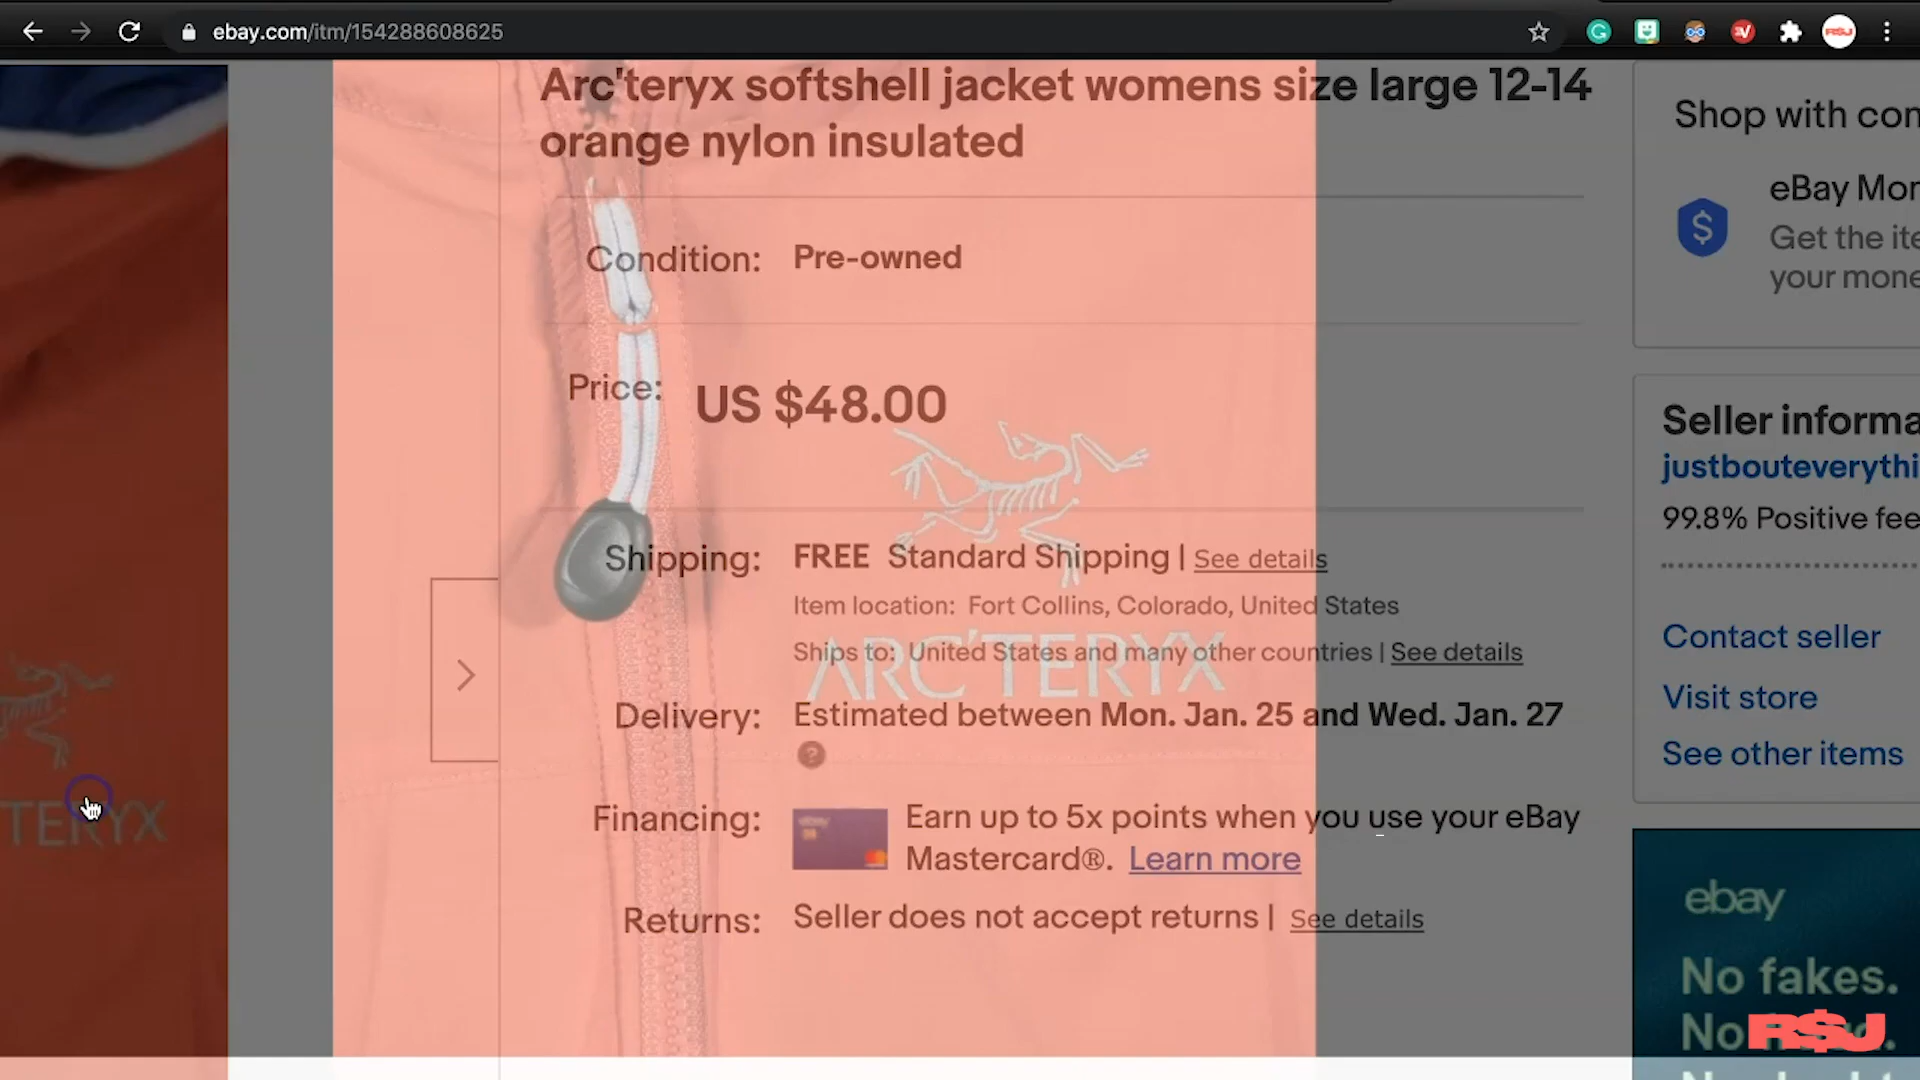 ebay.com/itm/154288608625
Arc'teryx softshell jacket womens size large 12-14
orange nylon insulated
Condition: Pre-owned
Price: US $48.00
Shipping: FREE Standard Shipping | See details
Item location: Fort Collins, Colorado, United States
Ships to: United States and many other countries | See details
ARC'TERYX
Delivery: Estimated between Mon. Jan. 25 and Wed. Jan. 27
?
Financing: Earn up to 5x points when you use your eBay
Mastercard®. Learn more
Returns: Seller does not accept returns | See details
TERYX
Shop with con
eBay Mon
Get the ite
your mone
Seller informa
justbouteverythi
99.8% Positive fee
Contact seller
Visit store
See other items
ebay
No fakes.
No
R$J